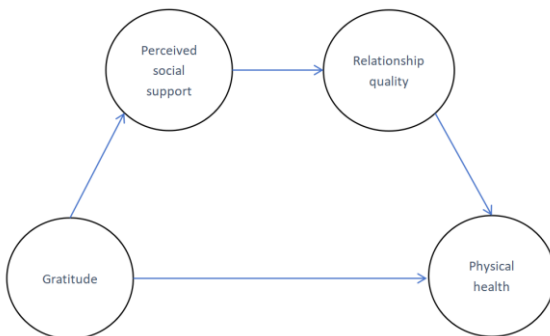 Perceived
social
support
Relationship
quality
Gratitude
Physical
health